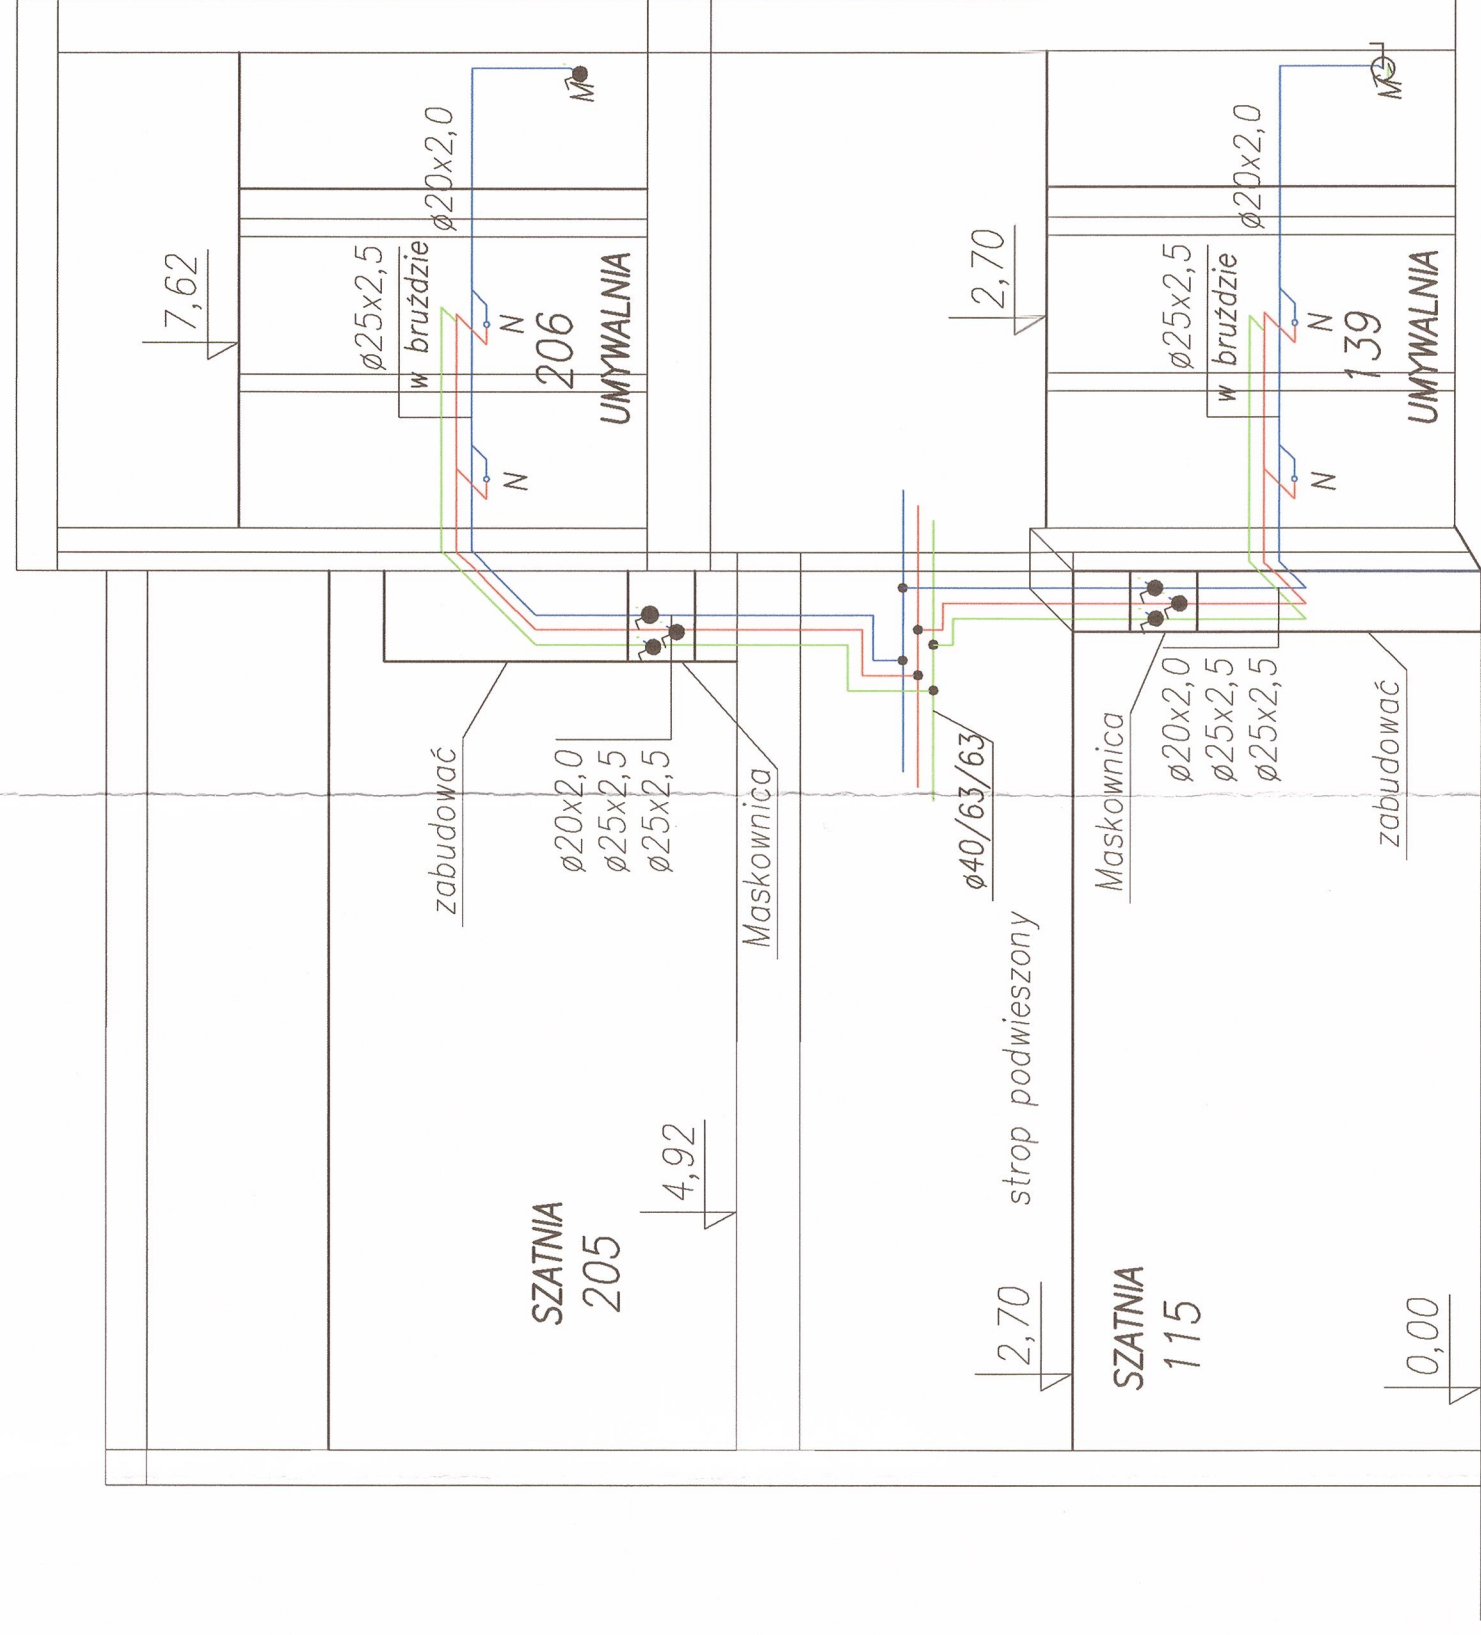 7,62
ø20x2,0
ø25x2,5
w bruździe
M
N
206
UMYWALNIA
N
2,70
ø20x2,0
ø25x2,5
w bruździe
M
N
139
UMYWALNIA
N
zabudować
ø20x2,0
ø25x2,5
ø25x2,5
Maskownica
ø40/63/63
Maskownica
ø20x2,0
ø25x2,5
ø25x2,5
zabudować
strop podwieszony
SZATNIA
205
4,92
2,70
SZATNIA
115
0,00